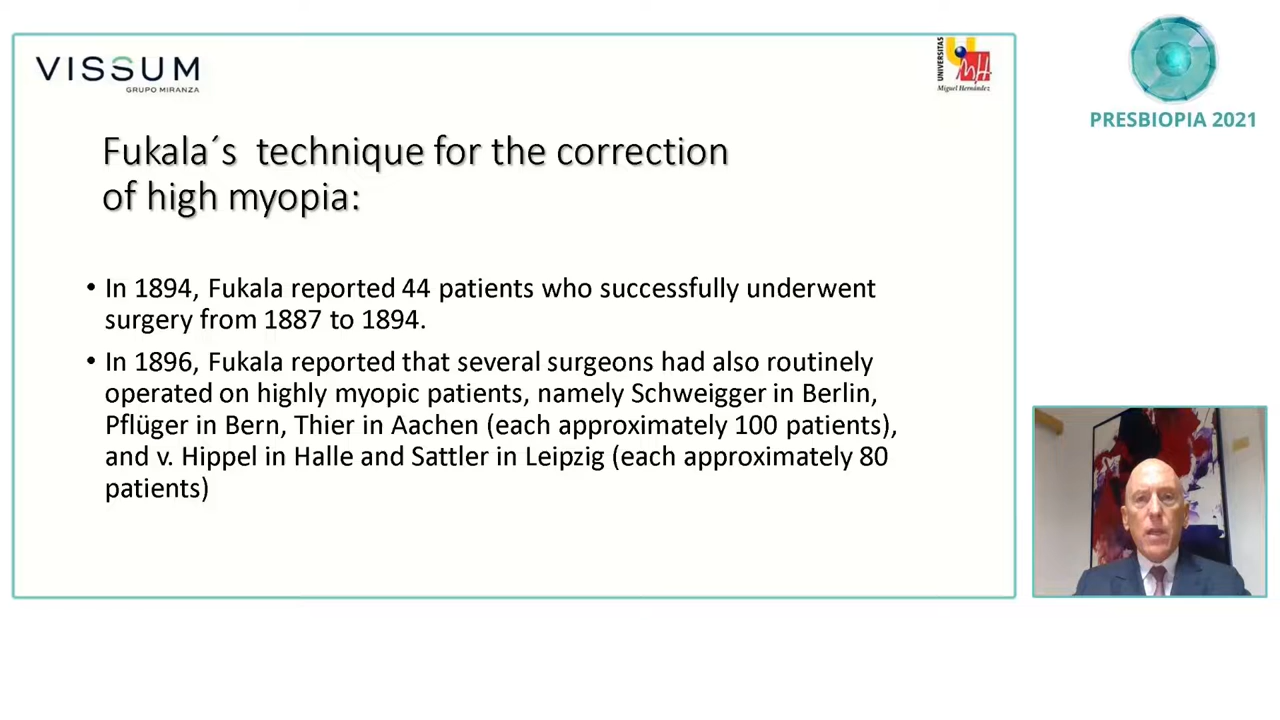 VISSUM
GRUPO MIRANZA
UNIVERSITAS
Miguel Hernández
PRESBIOPIA 2021
Fukala´s technique for the correction
of high myopia:
• In 1894, Fukala reported 44 patients who successfully underwent
surgery from 1887 to 1894.
• In 1896, Fukala reported that several surgeons had also routinely
operated on highly myopic patients, namely Schweigger in Berlin,
Pflüger in Bern, Thier in Aachen (each approximately 100 patients),
and v. Hippel in Halle and Sattler in Leipzig (each approximately 80
patients)